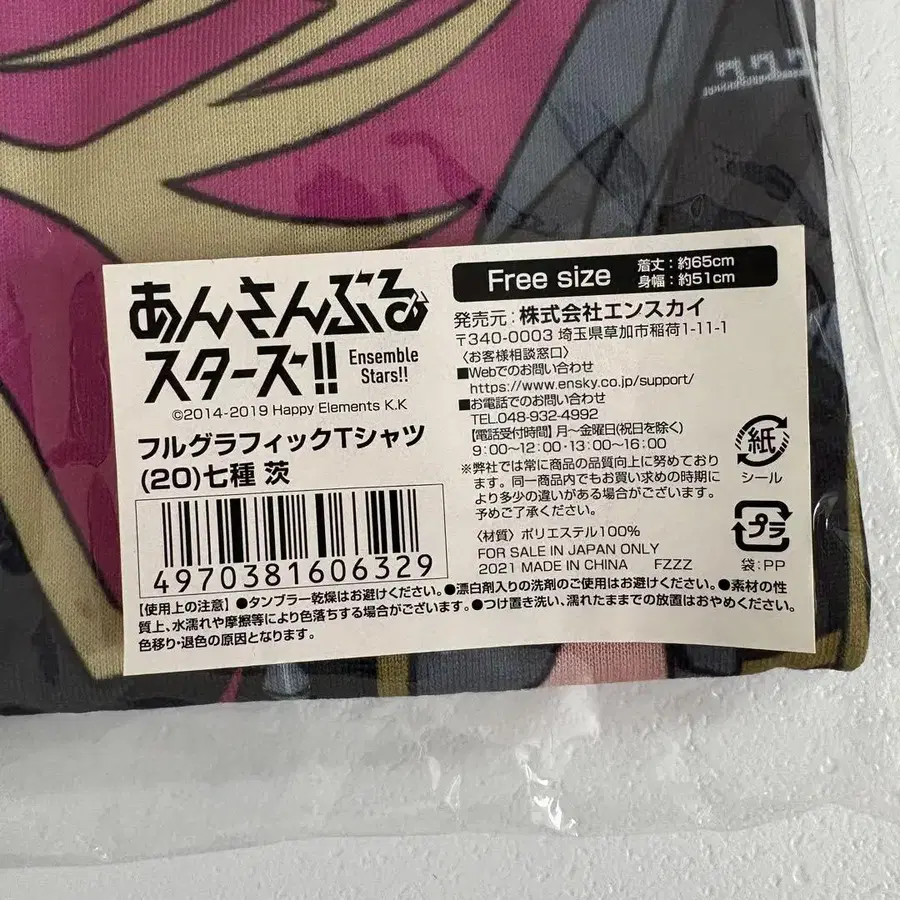 あんさんぶる
スターズ!!
Ensemble
Stars!!
©2014-2019 Happy Elements K.K
フルグラフィックTシャツ
(20)七種 茨
4970381606329
Free size
着丈:約65cm
身幅:約51cm
発売元:株式会社エンスカイ
〒340-0003 埼玉県草加市稲荷1-11-1
〈お客様相談窓口〉
■Webでのお問い合わせ
https://www.ensky.co.jp/support/
■お電話でのお問い合わせ
TEL.048-932-4992
【電話受付時間】月〜金曜日(祝日を除く)
9:00〜12:00・13:00〜16:00
※弊社では常に商品の品質向上に努めており
ます。同一商品内でもお買い求めの時期に
より多少の違いがある場合がございます。
予めご了承ください。
〈材質〉ポリエステル100%
FOR SALE IN JAPAN ONLY
2021 MADE IN CHINA FZZZ
紙
シール
プラ
袋:PP
【使用上の注意】●タンブラー乾燥はお避けください。●漂白剤入りの洗剤のご使用はお避けください。●素材の性
質上、水濡れや摩擦等により色落ちする場合がございます。●つけ置き洗い、濡れたままでの放置はおやめください。
色移り・退色の原因となります。